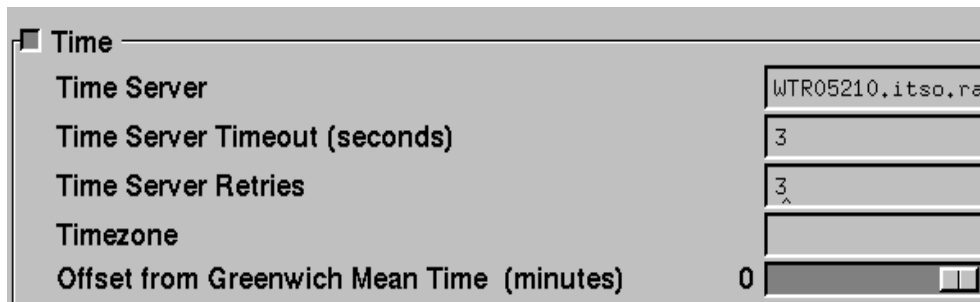 Time
Time Server WTR05210.itso.ra
Time Server Timeout (seconds) 3
Time Server Retries 3
Timezone
Offset from Greenwich Mean Time (minutes) 0